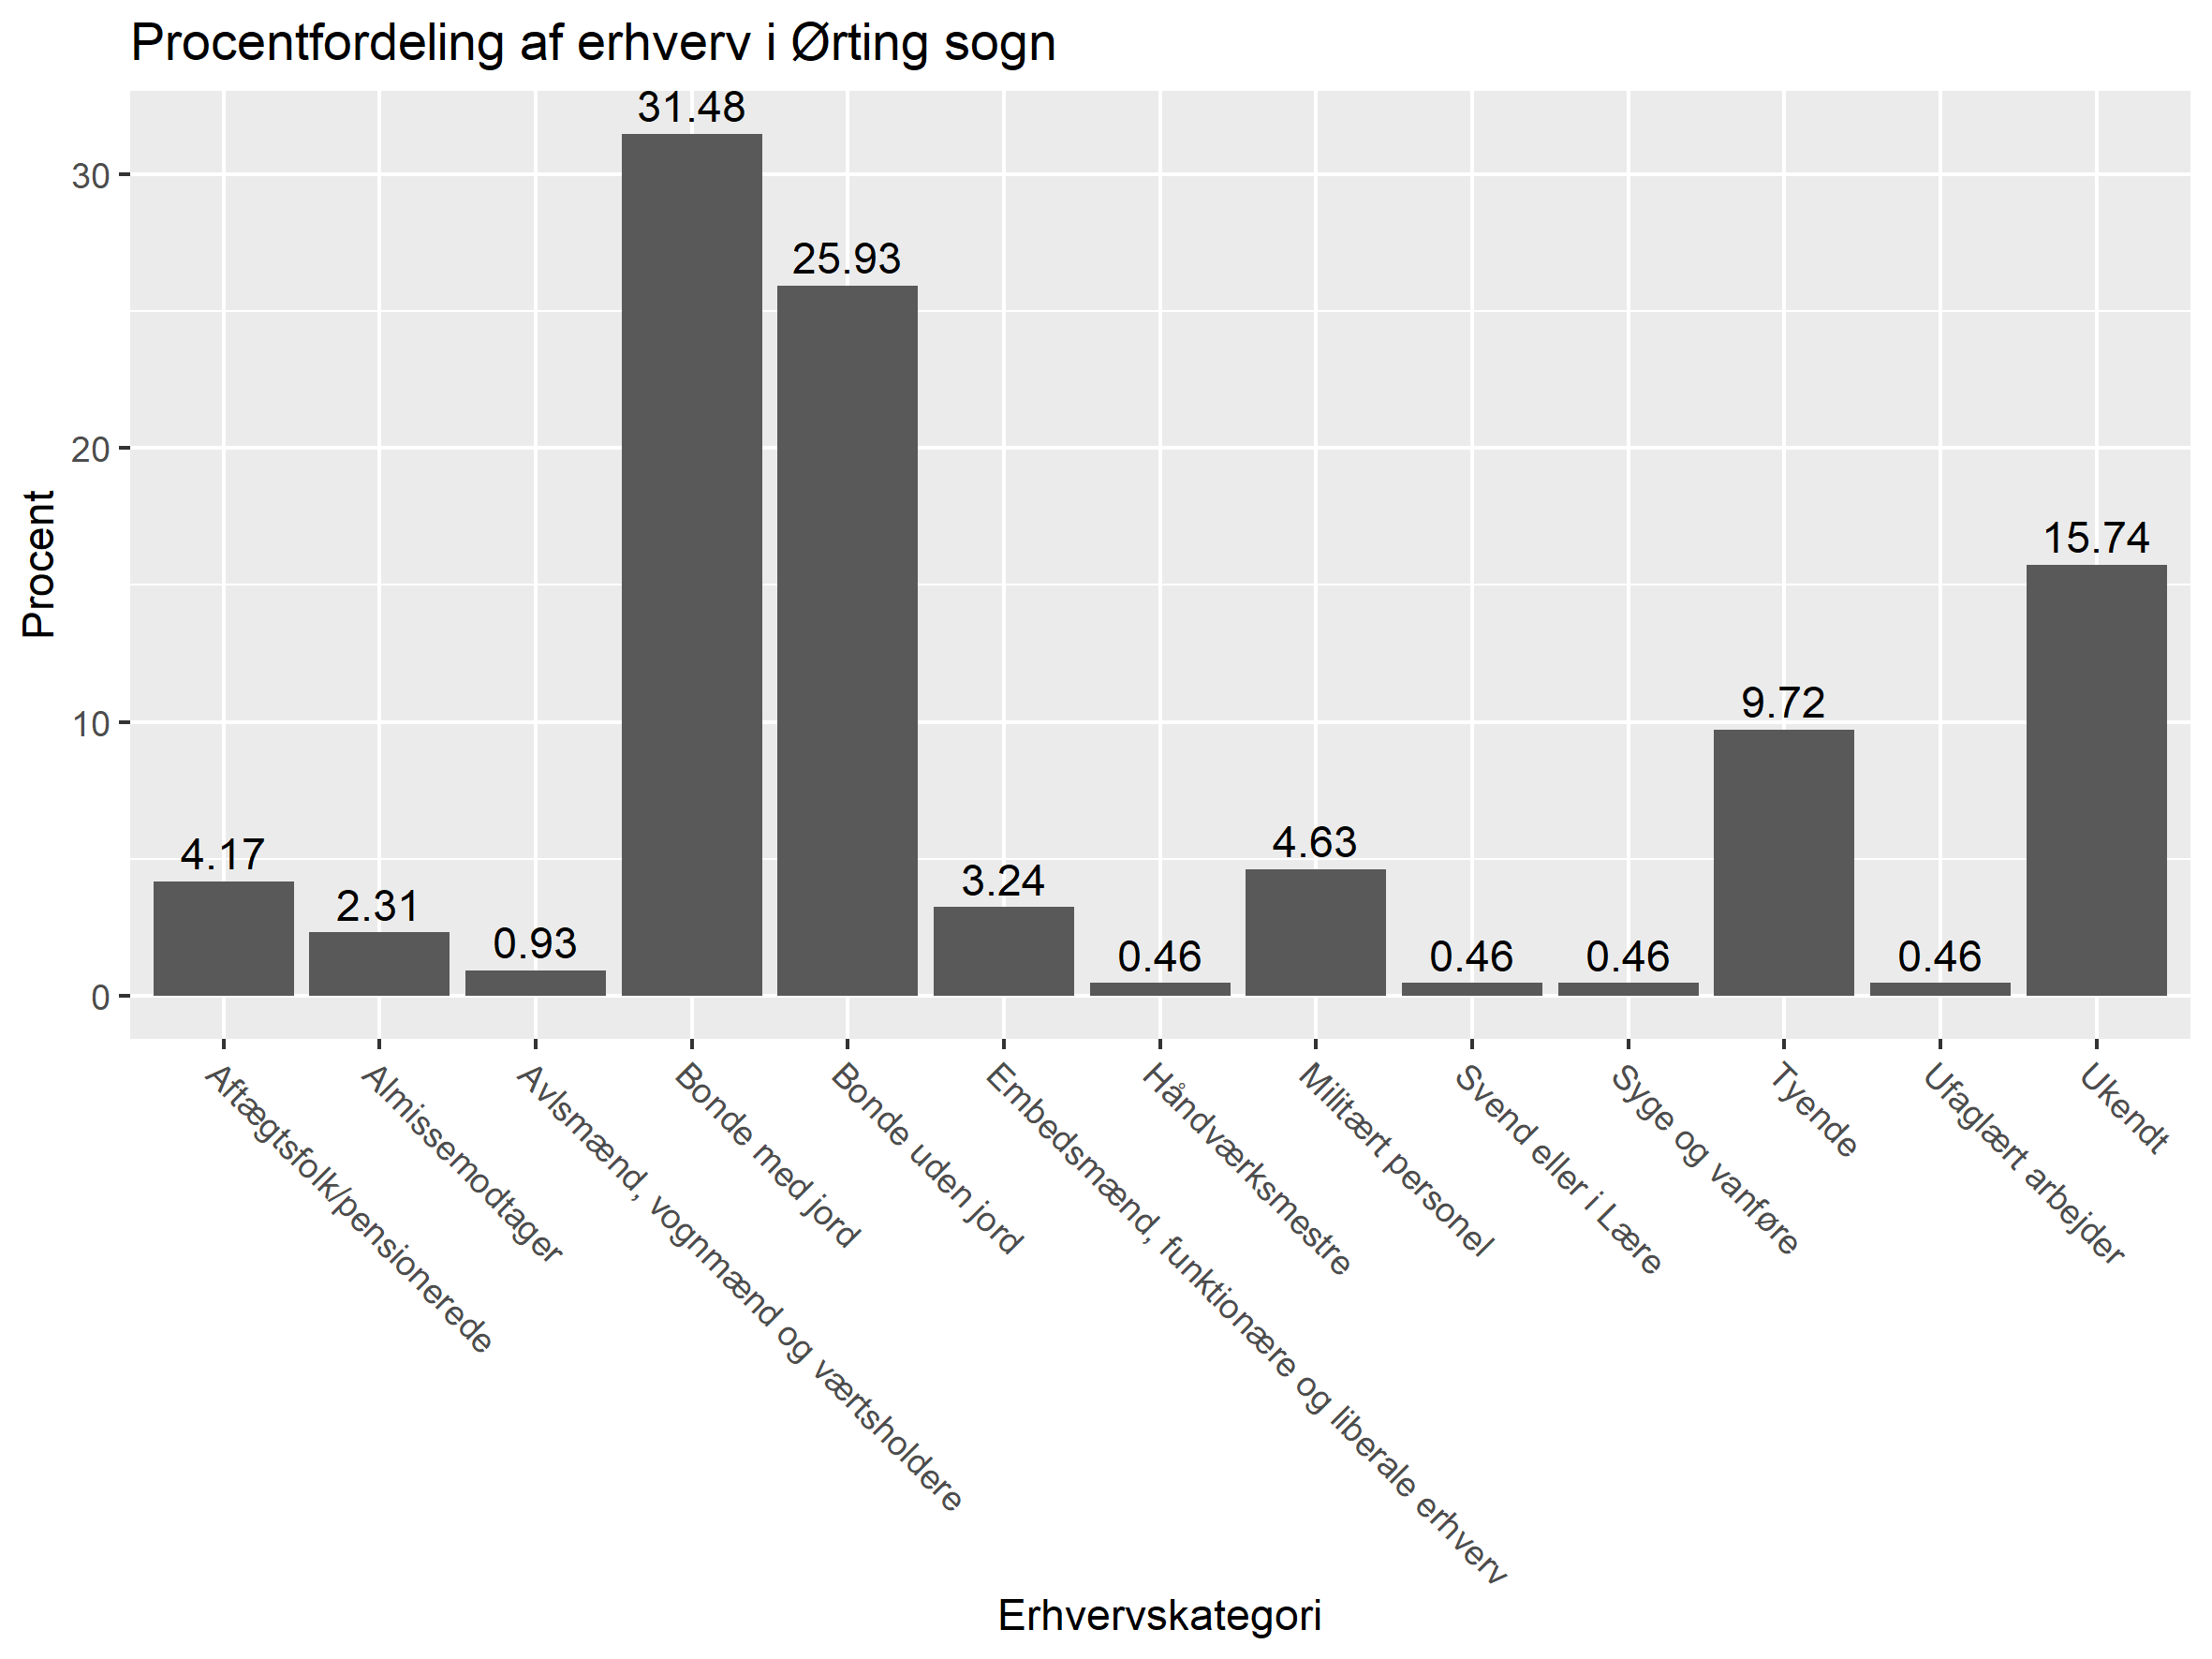 Procentfordeling af erhverv i Ørting sogn
Procent
30
20
10
0
4.17
2.31
0.93
31.48
25.93
3.24
0.46
4.63
0.46
0.46
9.72
0.46
15.74
Aftægtsfolk/pensionerede
Almissemodtager
Avlsmænd, vognmænd og værtsholdere
Bonde med jord
Bonde uden jord
Embedsmænd, funktionære og liberale erhverv
Håndværksmestre
Militært personel
Svend eller i Lære
Syge og vanføre
Tyende
Ufaglært arbejder
Ukendt
Erhvervskategori